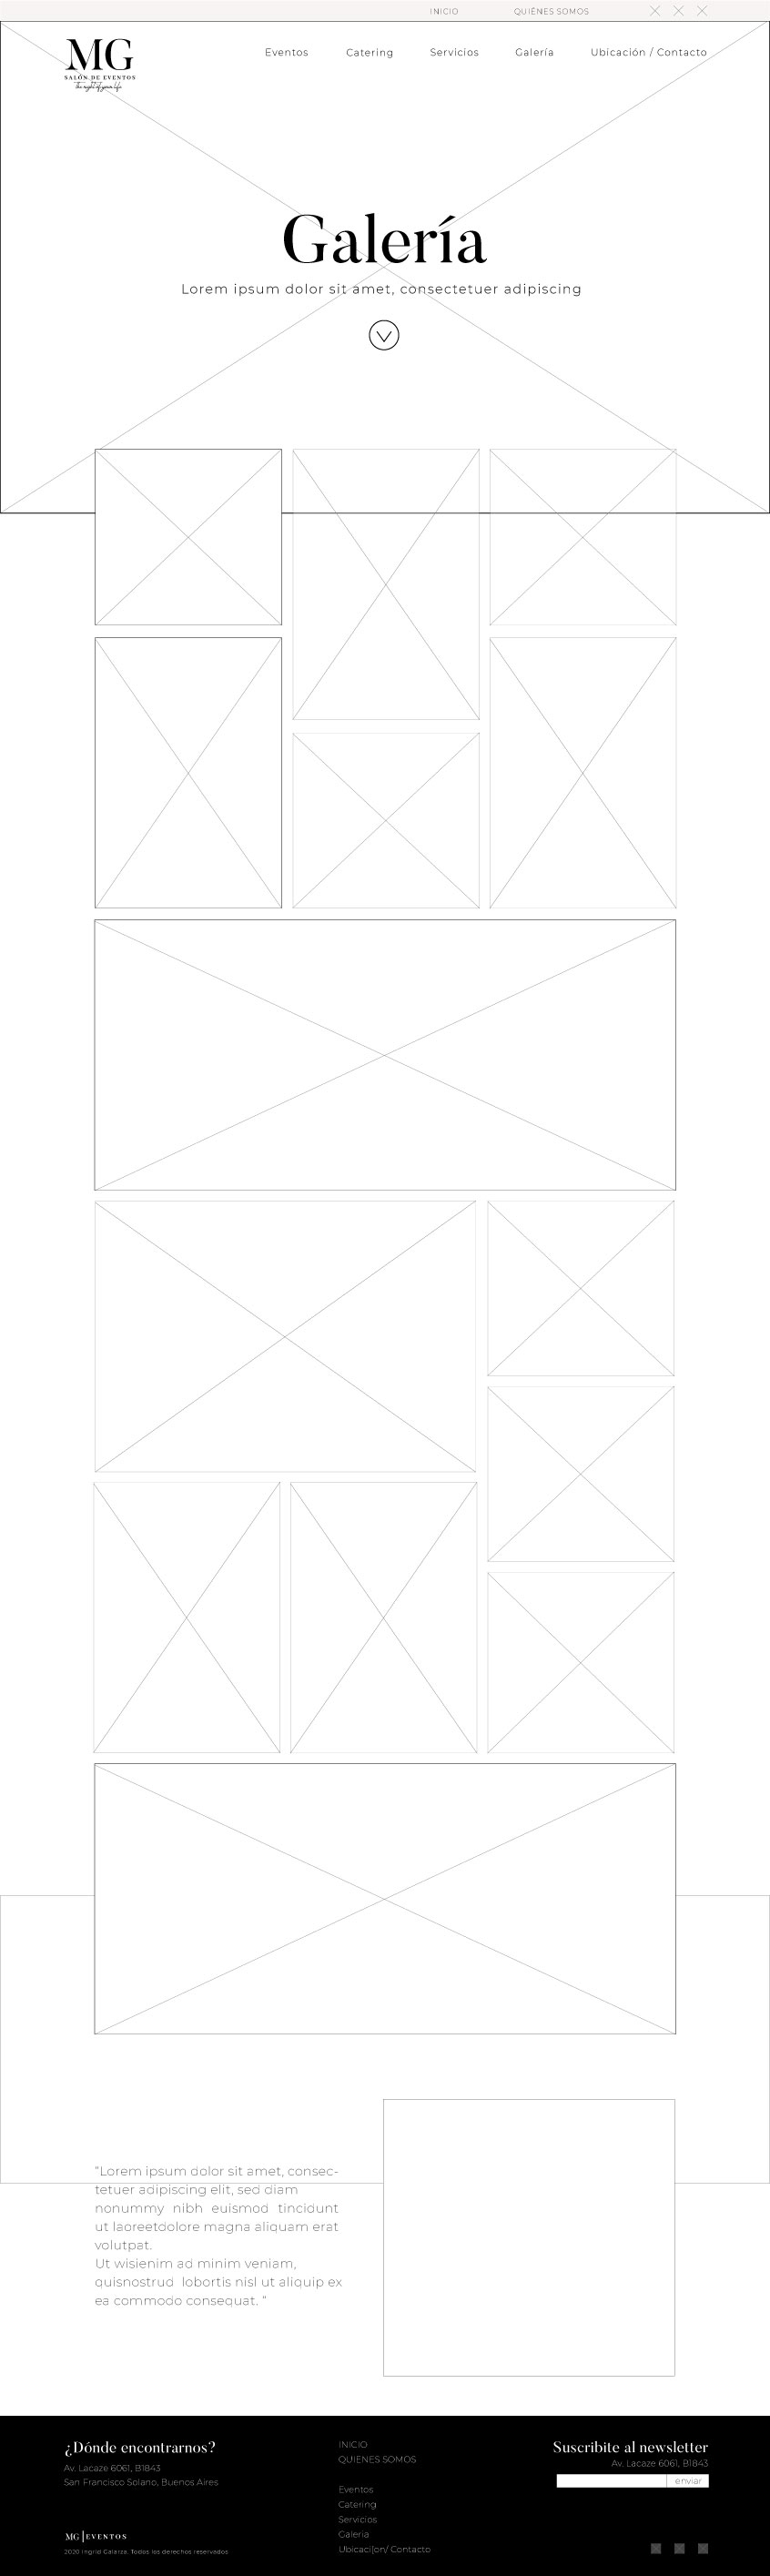 INICIO QUIÉNES SOMOS
MG
SALÓN DE EVENTOS
the night of your life
Eventos Catering Servicios Galería Ubicación / Contacto
Galería
Lorem ipsum dolor sit amet, consectetuer adipiscing
"Lorem ipsum dolor sit amet, consec-
tetuer adipiscing elit, sed diam
nonummy nibh euismod tincidunt
ut laoreetdolore magna aliquam erat
volutpat.
Ut wisienim ad minim veniam,
quisnostrud lobortis nisl ut aliquip ex
ea commodo consequat. "
¿Dónde encontrarnos?
Av. Lacaze 6061, B1843
San Francisco Solano, Buenos Aires
MG | EVENTOS
2020 Ingrid Galarza. Todos los derechos reservados
INICIO
QUIENES SOMOS
Eventos
Catering
Servicios
Galería
Ubicaci[on/ Contacto
Suscribite al newsletter
Av. Lacaze 6061, B1843
enviar